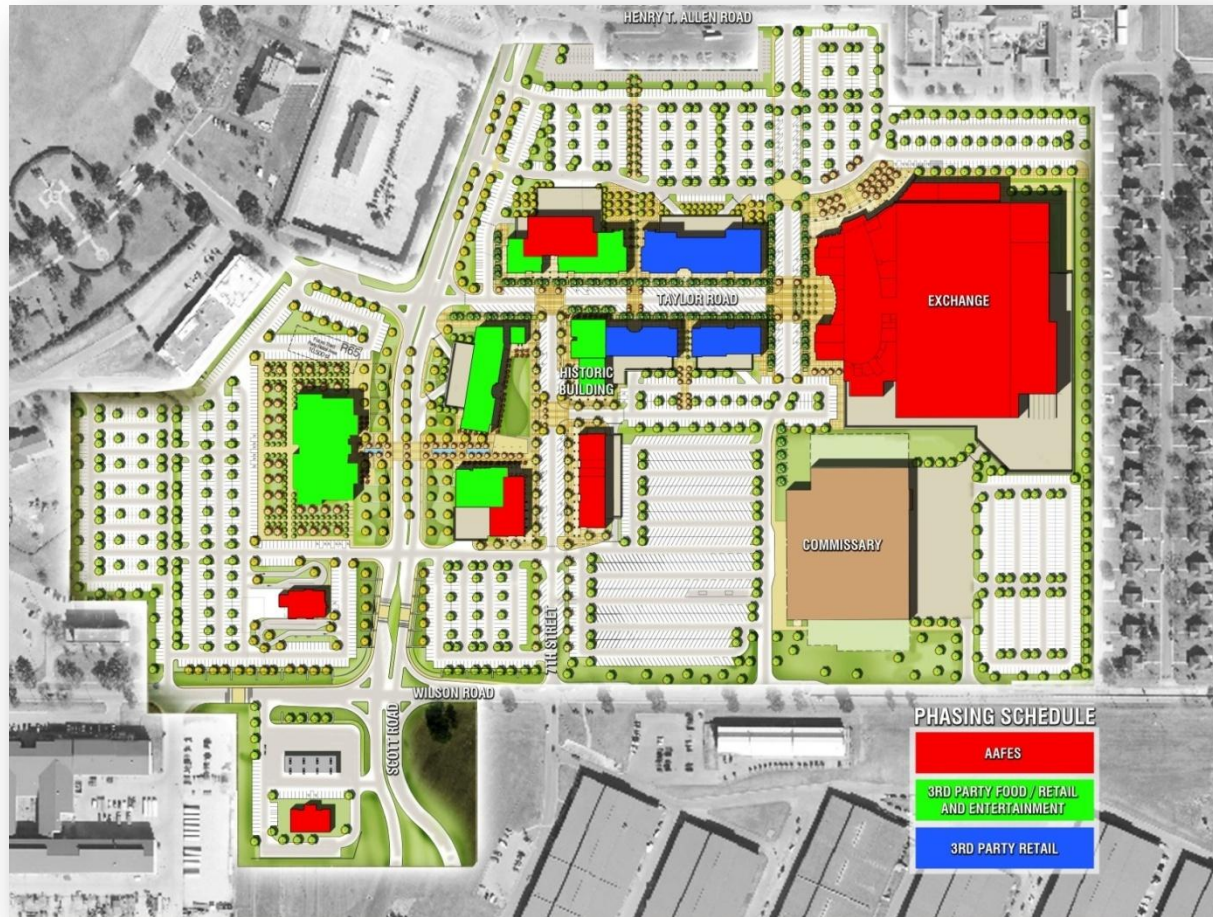 HENRY T. ALLEN ROAD
EXCHANGE
TAYLOR ROAD
R65
HISTORIC
BUILDING
COMMISSARY
7TH STREET
WILSON ROAD
SCOTT ROAD
PHASING SCHEDULE
AAFES
3RD PARTY FOOD / RETAIL
AND ENTERTAINMENT
3RD PARTY RETAIL